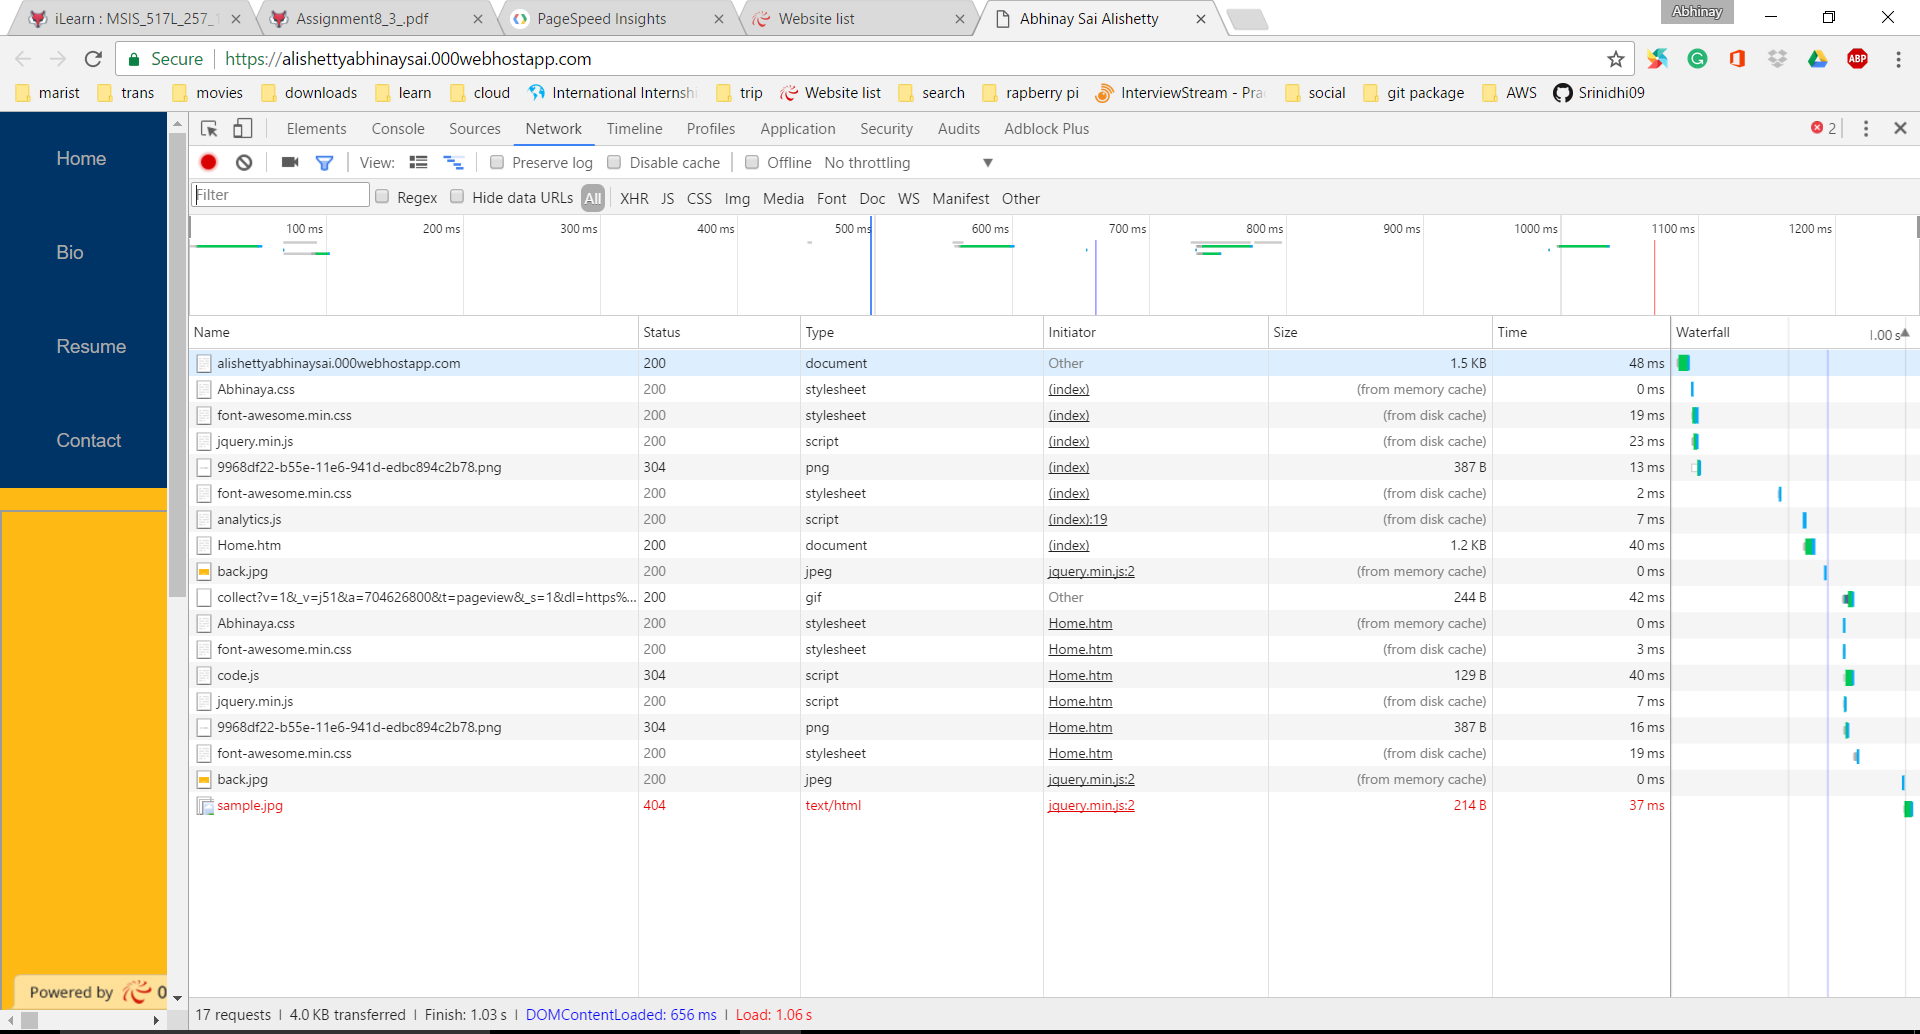 iLearn : MSIS_517L_257_1 Assignment8_3_.pdf PageSpeed Insights Website list Abhinay Sai Alishetty Abhinay
Secure https://alishettyabhinaysai.000webhostapp.com ABP
marist trans movies downloads learn cloud International Internshi trip Website list search rapberry pi InterviewStream - Pra social git package AWS Srinidhi09
Elements Console Sources Network Timeline Profiles Application Security Audits Adblock Plus 2
View: Preserve log Disable cache Offline No throttling
Filter Regex Hide data URLs All XHR JS CSS Img Media Font Doc WS Manifest Other
100 ms 200 ms 300 ms 400 ms 500 ms 600 ms 700 ms 800 ms 900 ms 1000 ms 1100 ms 1200 ms
Home
Bio
Resume
Contact
Powered by 0
Name Status Type Initiator Size Time Waterfall 1.00 s
alishettyabhinaysai.000webhostapp.com 200 document Other 1.5 KB 48 ms
Abhinaya.css 200 stylesheet (index) (from memory cache) 0 ms
font-awesome.min.css 200 stylesheet (index) (from disk cache) 19 ms
jquery.min.js 200 script (index) (from disk cache) 23 ms
9968df22-b55e-11e6-941d-edbc894c2b78.png 304 png (index) 387 B 13 ms
font-awesome.min.css 200 stylesheet (index) (from disk cache) 2 ms
analytics.js 200 script (index):19 (from disk cache) 7 ms
Home.htm 200 document (index) 1.2 KB 40 ms
back.jpg 200 jpeg jquery.min.js:2 (from memory cache) 0 ms
collect?v=1&_v=j51&a=704626800&t=pageview&_s=1&dl=https%... 200 gif Other 244 B 42 ms
Abhinaya.css 200 stylesheet Home.htm (from memory cache) 0 ms
font-awesome.min.css 200 stylesheet Home.htm (from disk cache) 3 ms
code.js 304 script Home.htm 129 B 40 ms
jquery.min.js 200 script Home.htm (from disk cache) 7 ms
9968df22-b55e-11e6-941d-edbc894c2b78.png 304 png Home.htm 387 B 16 ms
font-awesome.min.css 200 stylesheet Home.htm (from disk cache) 19 ms
back.jpg 200 jpeg jquery.min.js:2 (from memory cache) 0 ms
sample.jpg 404 text/html jquery.min.js:2 214 B 37 ms
17 requests | 4.0 KB transferred | Finish: 1.03 s | DOMContentLoaded: 656 ms | Load: 1.06 s